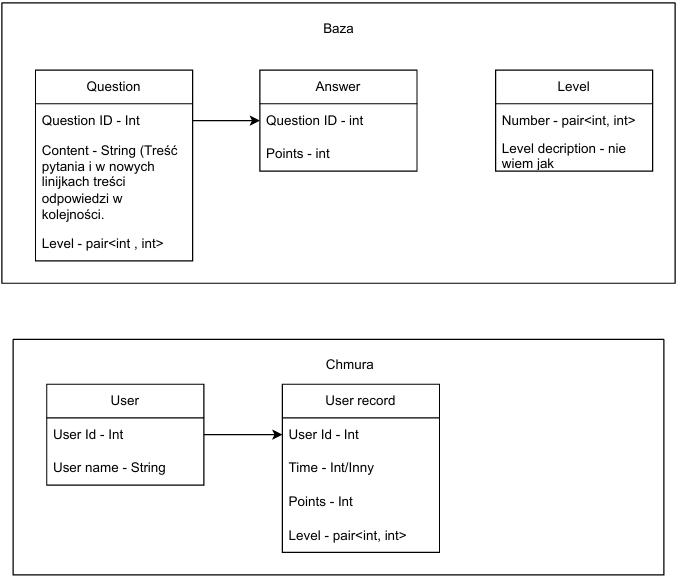 Baza
Question
Question ID - Int
Content - String (Treść
pytania i w nowych
linijkach treści
odpowiedzi w
kolejności.
Level - pair<int , int>
Answer
Question ID - int
Points - int
Level
Number - pair<int, int>
Level decription - nie
wiem jak
Chmura
User
User Id - Int
User name - String
User record
User Id - Int
Time - Int/Inny
Points - Int
Level - pair<int, int>